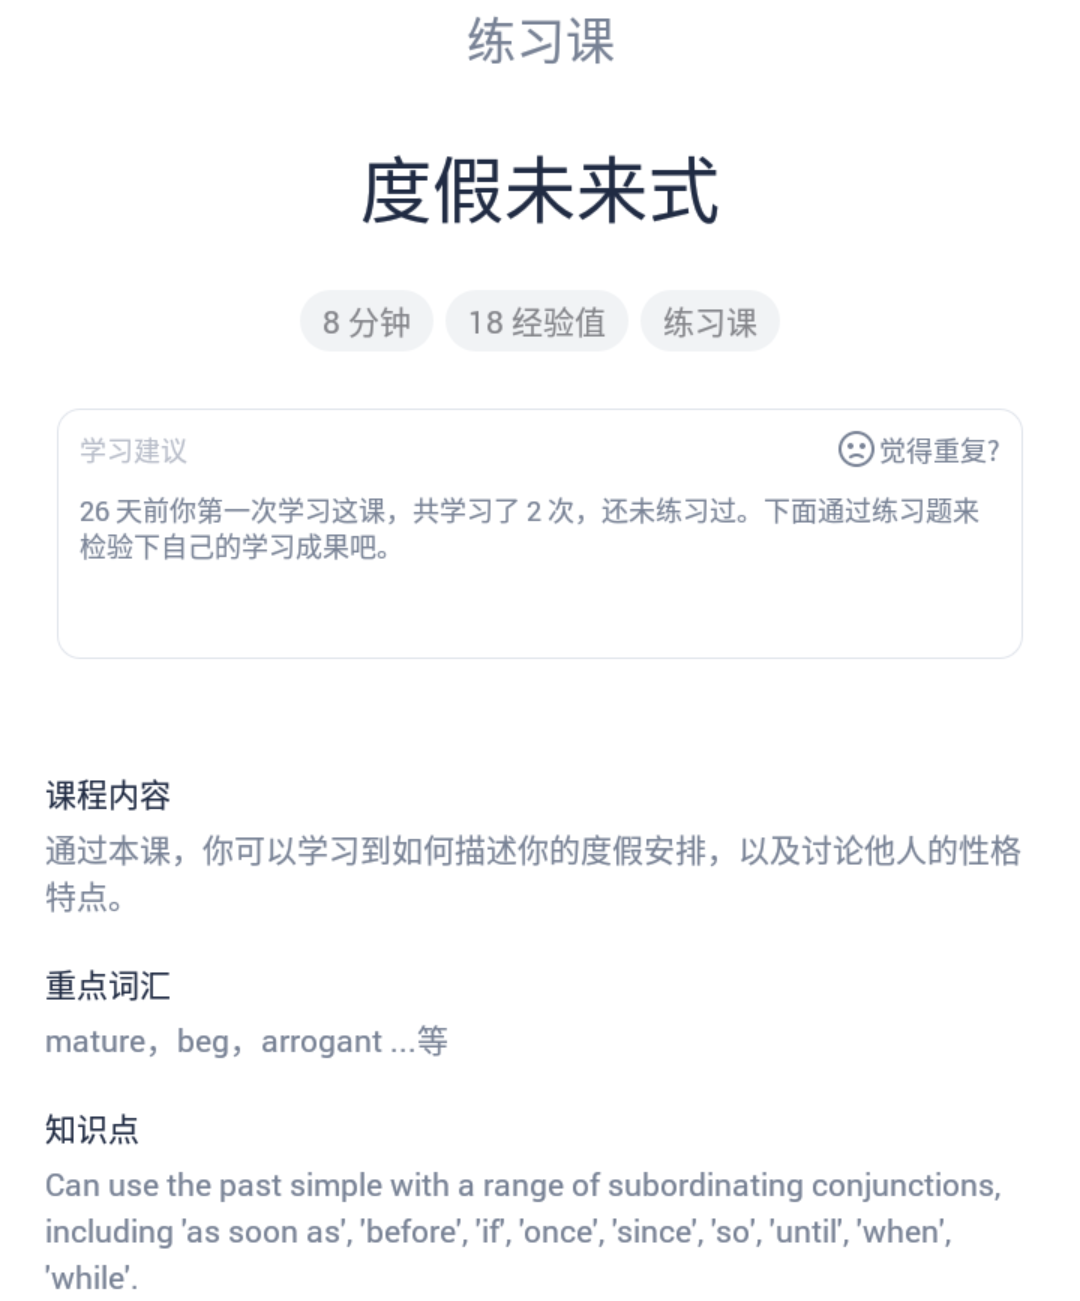 练习课
度假未来式
8 分钟
18 经验值
练习课
学习建议
觉得重复?
26 天前你第一次学习这课，共学习了 2 次，还未练习过。下面通过练习题来
检验下自己的学习成果吧。
课程内容
通过本课，你可以学习到如何描述你的度假安排，以及讨论他人的性格
特点。
重点词汇
mature，beg，arrogant ...等
知识点
Can use the past simple with a range of subordinating conjunctions,
including 'as soon as', 'before', 'if', 'once', 'since', 'so', 'until', 'when',
'while'.